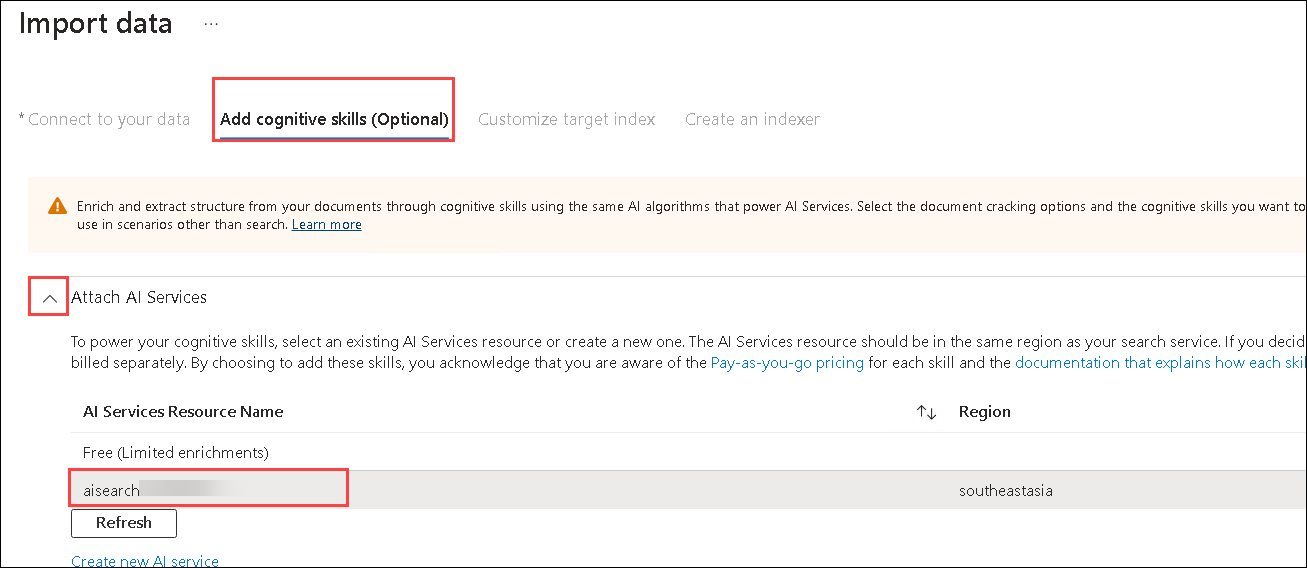 Import data ...
* Connect to your data Add cognitive skills (Optional) Customize target index Create an indexer
Enrich and extract structure from your documents through cognitive skills using the same AI algorithms that power AI Services. Select the document cracking options and the cognitive skills you want to
use in scenarios other than search. Learn more
Attach AI Services
To power your cognitive skills, select an existing AI Services resource or create a new one. The AI Services resource should be in the same region as your search service. If you decid
billed separately. By choosing to add these skills, you acknowledge that you are aware of the Pay-as-you-go pricing for each skill and the documentation that explains how each skil
AI Services Resource Name ↑↓ Region
Free (Limited enrichments)
aisearch southeastasia
Refresh
Create new AI service